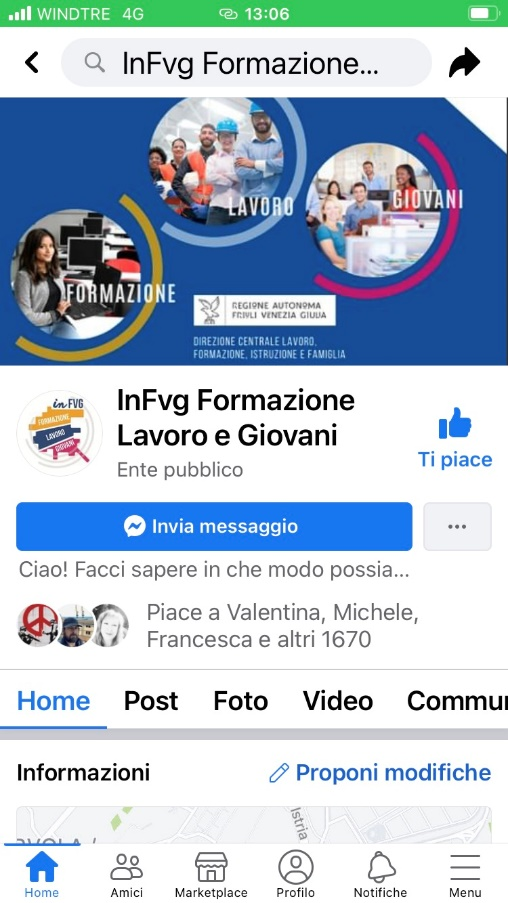 WINDTRE 4G 13:06
InFvg Formazione...
LAVORO
GIOVANI
FORMAZIONE
REGIONE AUTONOMA
FRIULI VENEZIA GIULIA
DIREZIONE CENTRALE LAVORO,
FORMAZIONE, ISTRUZIONE E FAMIGLIA
in FVG
FORMAZIONE
LAVORO
GIOVANI
InFvg Formazione
Lavoro e Giovani
Ente pubblico
Ti piace
Invia messaggio
Ciao! Facci sapere in che modo possia...
Piace a Valentina, Michele,
Francesca e altri 1670
Home Post Foto Video Commu
Informazioni
Proponi modifiche
Istria
Home Amici Marketplace Profilo Notifiche Menu